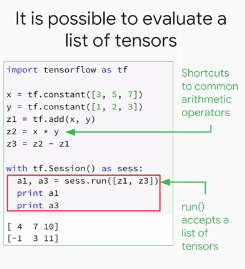 It is possible to evaluate a
list of tensors
import tensorflow as tf
x = tf.constant([3, 5, 7])
y = tf.constant([1, 2, 3])
z1 = tf.add(x, y)
z2 = x * y
z3 = z2 - z1
with tf.Session() as sess:
a1, a3 = sess.run([z1, z3])
print a1
print a3
[ 4  7 10]
[-1  3 11]
Shortcuts
to common
arithmetic
operators
run()
accepts a
list of
tensors